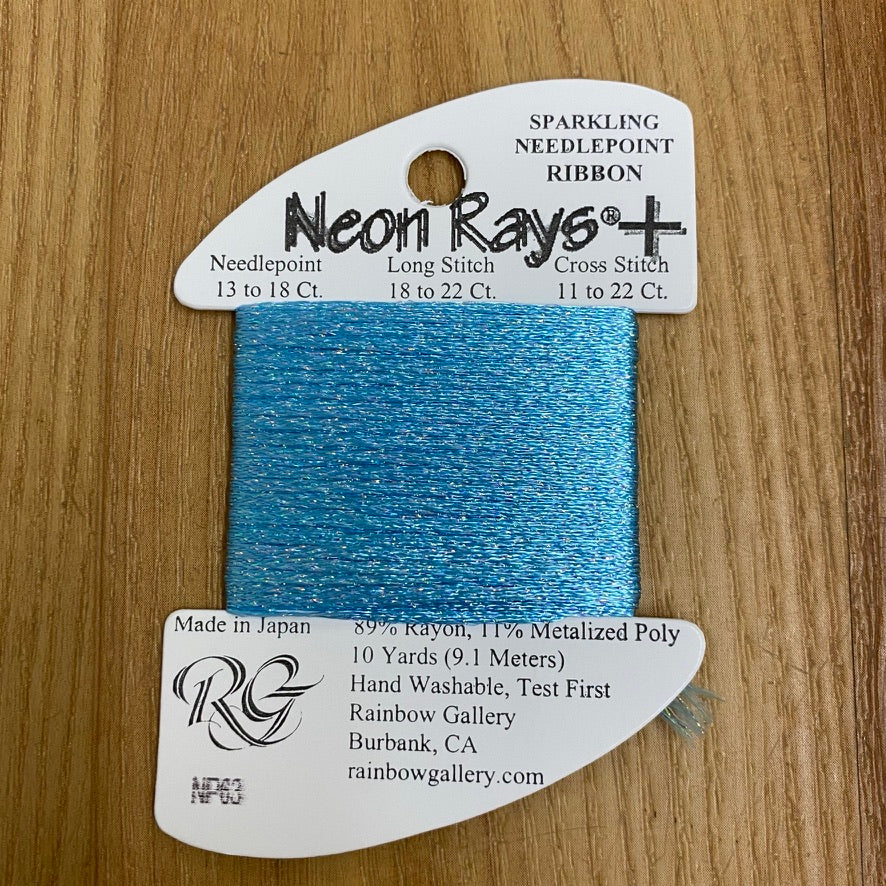 SPARKLING
NEEDLEPOINT
RIBBON
Neon Rays®+
Needlepoint Long Stitch Cross Stitch
13 to 18 Ct. 18 to 22 Ct. 11 to 22 Ct.
Made in Japan 89% Rayon, 11% Metalized Poly
10 Yards (9.1 Meters)
RG Hand Washable, Test First
Rainbow Gallery
Burbank, CA
rainbowgallery.com
NP63